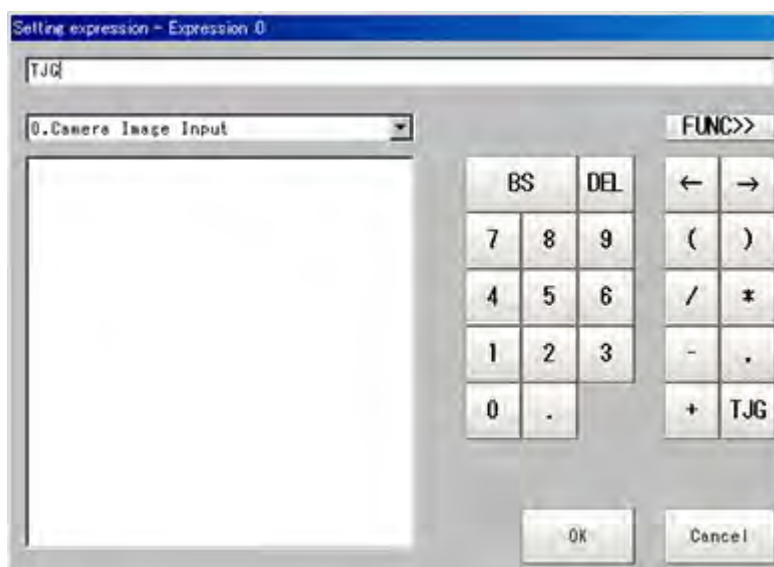 Setting expression - Expression 0
TJG
0.Camera Image Input
FUNC>>
BS DEL ← →
7 8 9 ( )
4 5 6 / *
1 2 3 - ,
0 . + TJG
OK Cancel